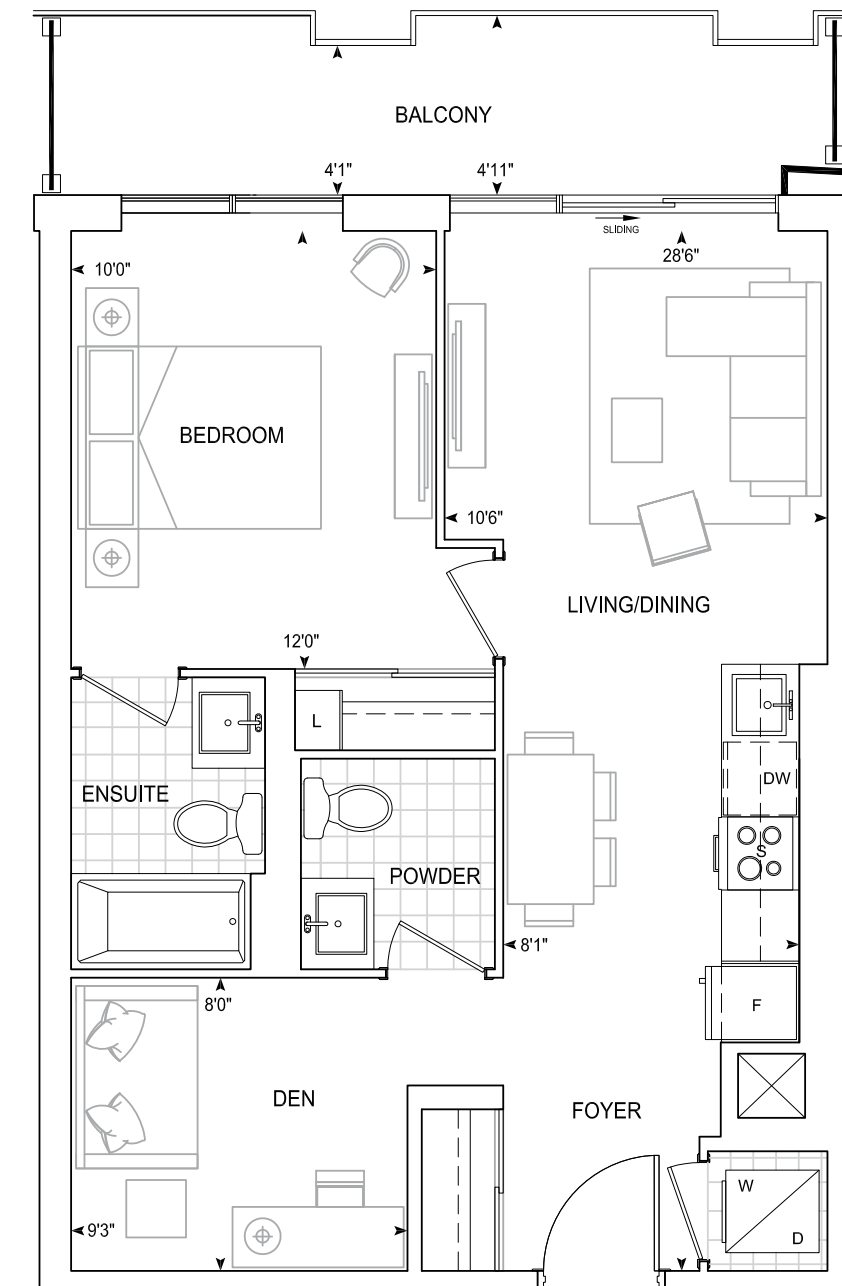 BALCONY
4'1"
4'11"
SLIDING
10'0"
28'6"
BEDROOM
10'6"
LIVING/DINING
12'0"
L
ENSUITE
DW
S
POWDER
8'1"
8'0"
F
DEN
FOYER
W
9'3"
D